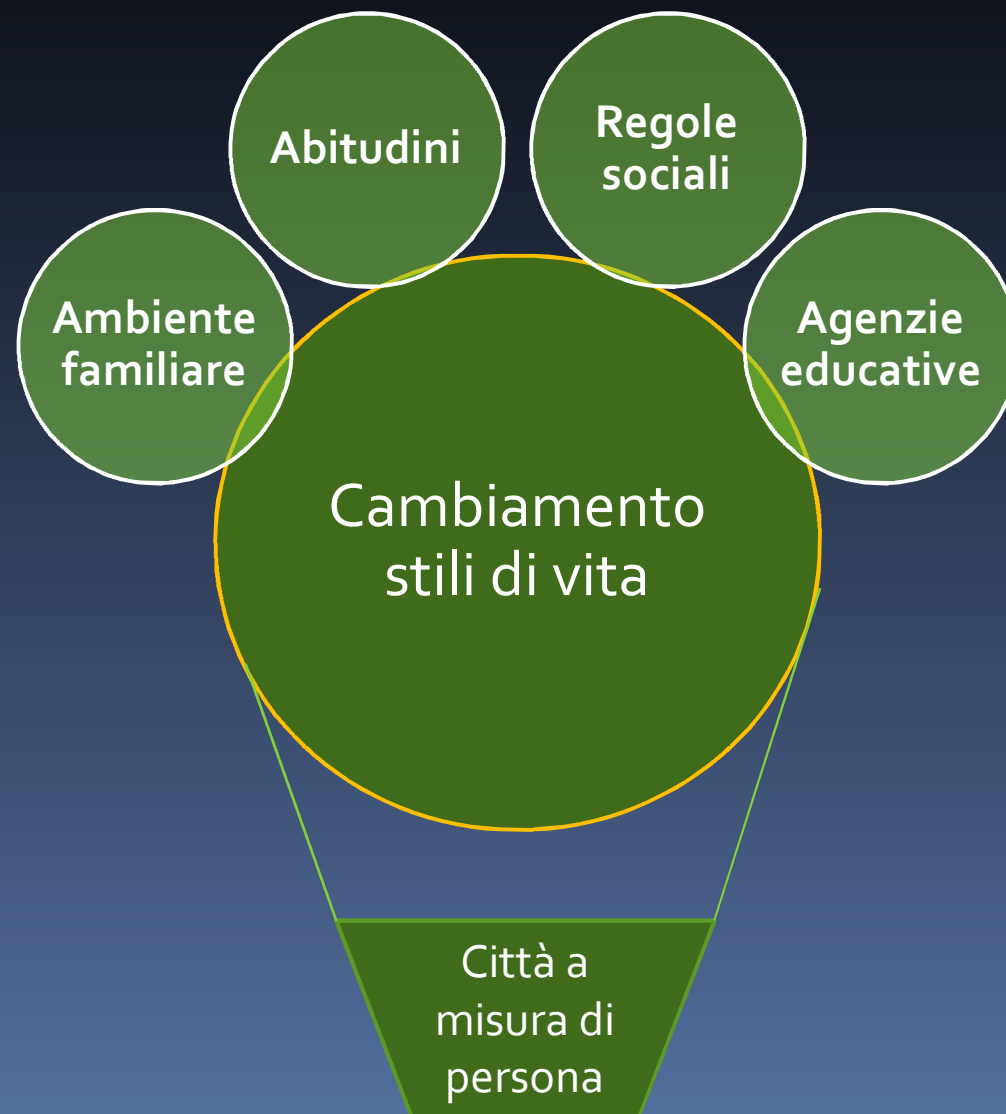 Abitudini
Regole
sociali
Ambiente
familiare
Agenzie
educative
Cambiamento
stili di vita
Città a
misura di
persona